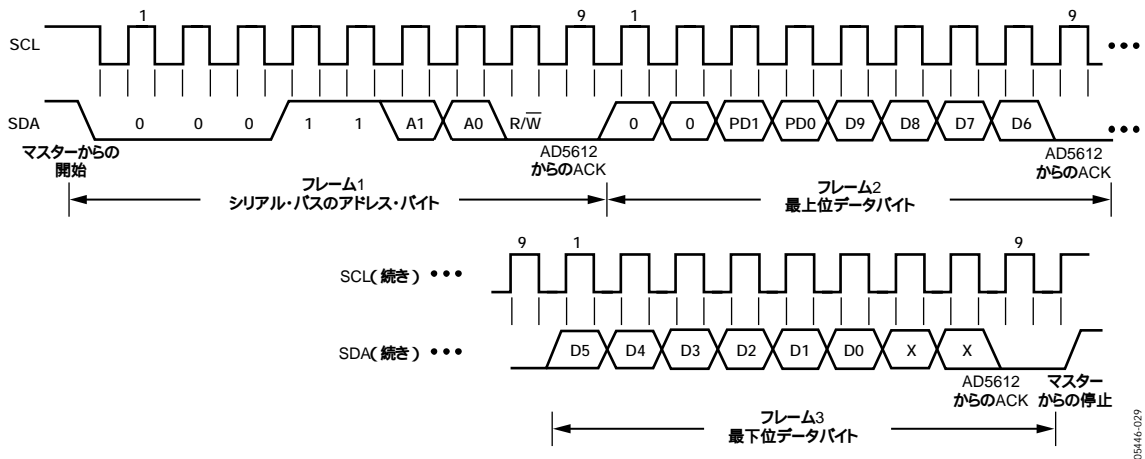 1 9 1 9
SCL
SDA 0 0 0 1 1 A1 A0 R/W 0 0 PD1 PD0 D9 D8 D7 D6
マスターからの
開始
AD5612
からのACK
AD5612
からのACK
フレーム1
シリアル・バスのアドレス・バイト
フレーム2
最上位データバイト
9 1 9
SCL(続き)
SDA(続き) D5 D4 D3 D2 D1 D0 X X
AD5612
からのACK
マスター
からの停止
フレーム3
最下位データバイト
05446-029